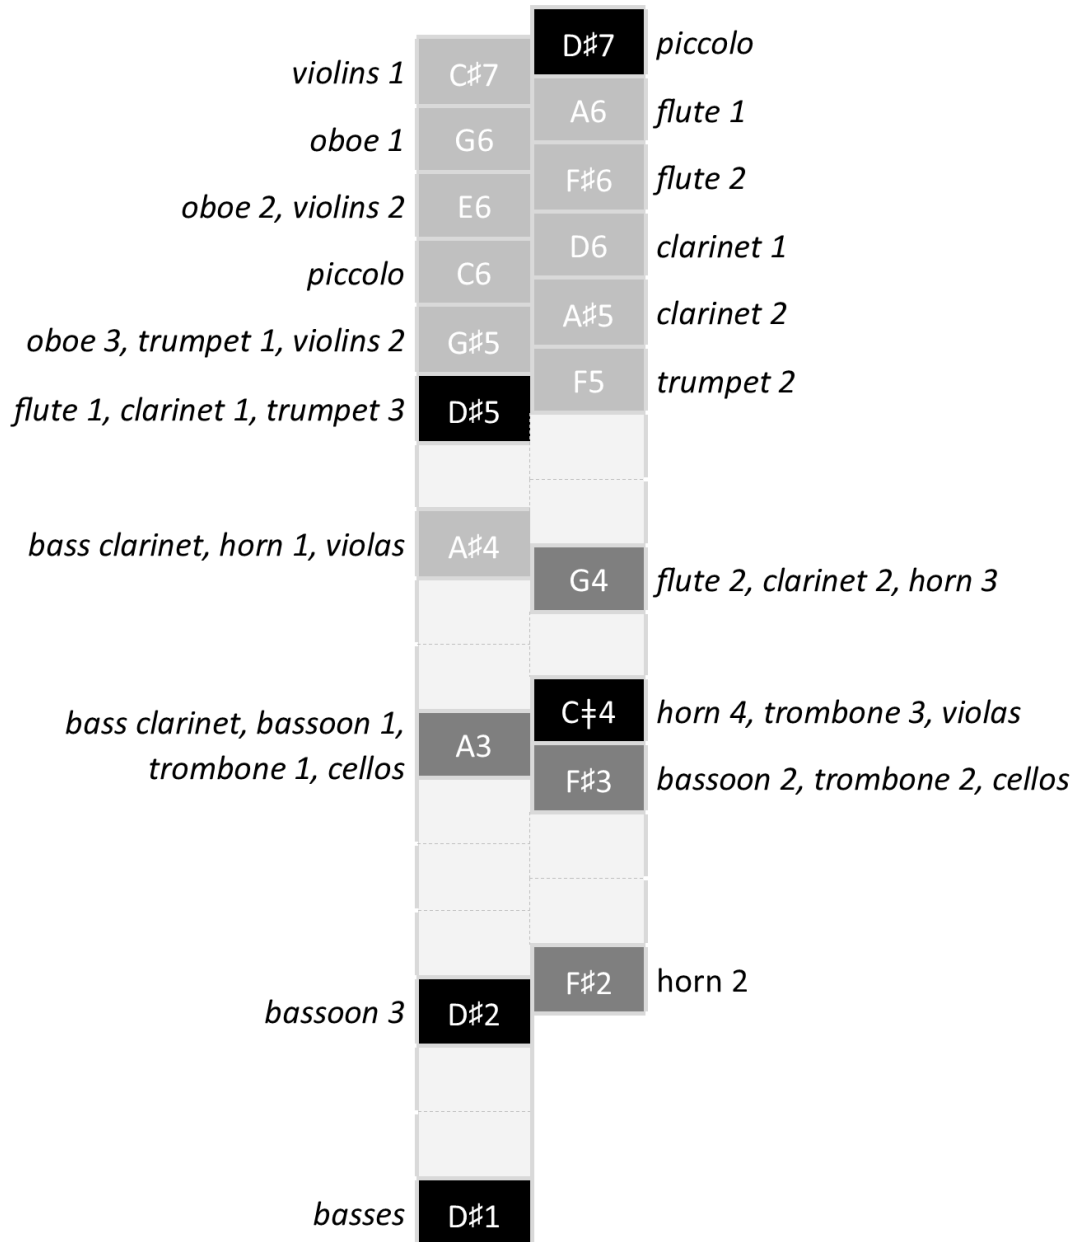 D♯7 piccolo
violins 1 C♯7
A6 flute 1
oboe 1 G6
F♯6 flute 2
oboe 2, violins 2 E6
D6 clarinet 1
piccolo C6
A♯5 clarinet 2
oboe 3, trumpet 1, violins 2 G♯5
F5 trumpet 2
flute 1, clarinet 1, trumpet 3 D♯5
bass clarinet, horn 1, violas A♯4
G4 flute 2, clarinet 2, horn 3
C‡4 horn 4, trombone 3, violas
bass clarinet, bassoon 1,
trombone 1, cellos A3
F♯3 bassoon 2, trombone 2, cellos
F♯2 horn 2
bassoon 3 D♯2
basses D♯1